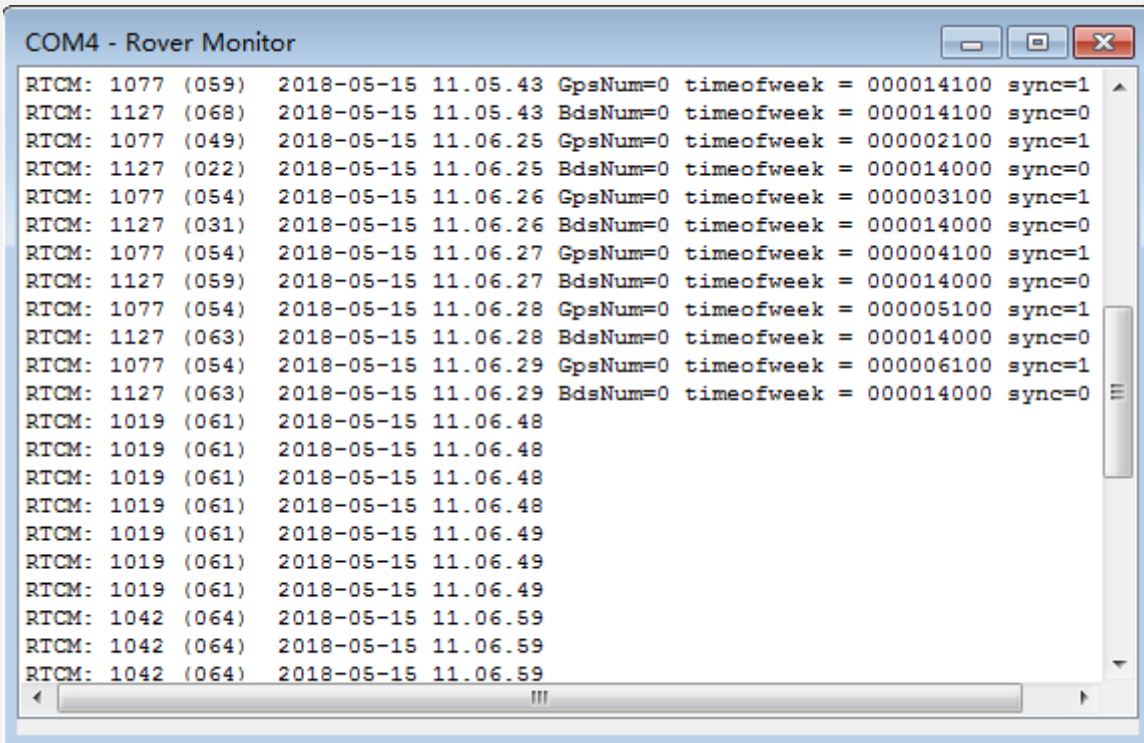 COM4 - Rover Monitor
RTCM: 1077 (059) 2018-05-15 11.05.43 GpsNum=0 timeofweek = 000014100 sync=1
RTCM: 1127 (068) 2018-05-15 11.05.43 BdsNum=0 timeofweek = 000014100 sync=0
RTCM: 1077 (049) 2018-05-15 11.06.25 GpsNum=0 timeofweek = 000002100 sync=1
RTCM: 1127 (022) 2018-05-15 11.06.25 BdsNum=0 timeofweek = 000014000 sync=0
RTCM: 1077 (054) 2018-05-15 11.06.26 GpsNum=0 timeofweek = 000003100 sync=1
RTCM: 1127 (031) 2018-05-15 11.06.26 BdsNum=0 timeofweek = 000014000 sync=0
RTCM: 1077 (054) 2018-05-15 11.06.27 GpsNum=0 timeofweek = 000004100 sync=1
RTCM: 1127 (059) 2018-05-15 11.06.27 BdsNum=0 timeofweek = 000014000 sync=0
RTCM: 1077 (054) 2018-05-15 11.06.28 GpsNum=0 timeofweek = 000005100 sync=1
RTCM: 1127 (063) 2018-05-15 11.06.28 BdsNum=0 timeofweek = 000014000 sync=0
RTCM: 1077 (054) 2018-05-15 11.06.29 GpsNum=0 timeofweek = 000006100 sync=1
RTCM: 1127 (063) 2018-05-15 11.06.29 BdsNum=0 timeofweek = 000014000 sync=0
RTCM: 1019 (061) 2018-05-15 11.06.48
RTCM: 1019 (061) 2018-05-15 11.06.48
RTCM: 1019 (061) 2018-05-15 11.06.48
RTCM: 1019 (061) 2018-05-15 11.06.48
RTCM: 1019 (061) 2018-05-15 11.06.49
RTCM: 1019 (061) 2018-05-15 11.06.49
RTCM: 1019 (061) 2018-05-15 11.06.49
RTCM: 1042 (064) 2018-05-15 11.06.59
RTCM: 1042 (064) 2018-05-15 11.06.59
RTCM: 1042 (064) 2018-05-15 11.06.59